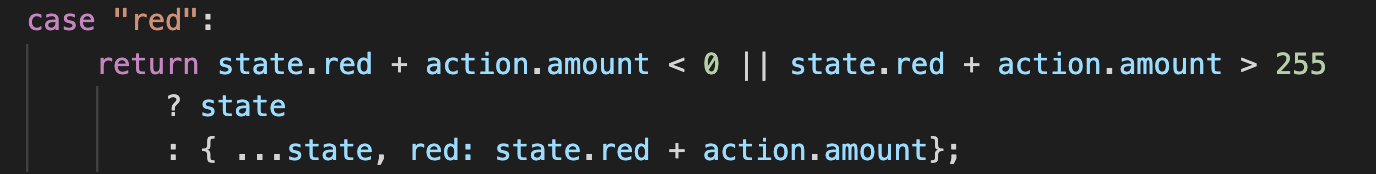 case "red":
return state.red + action.amount < 0 || state.red + action.amount > 255
? state
: { ...state, red: state.red + action.amount};